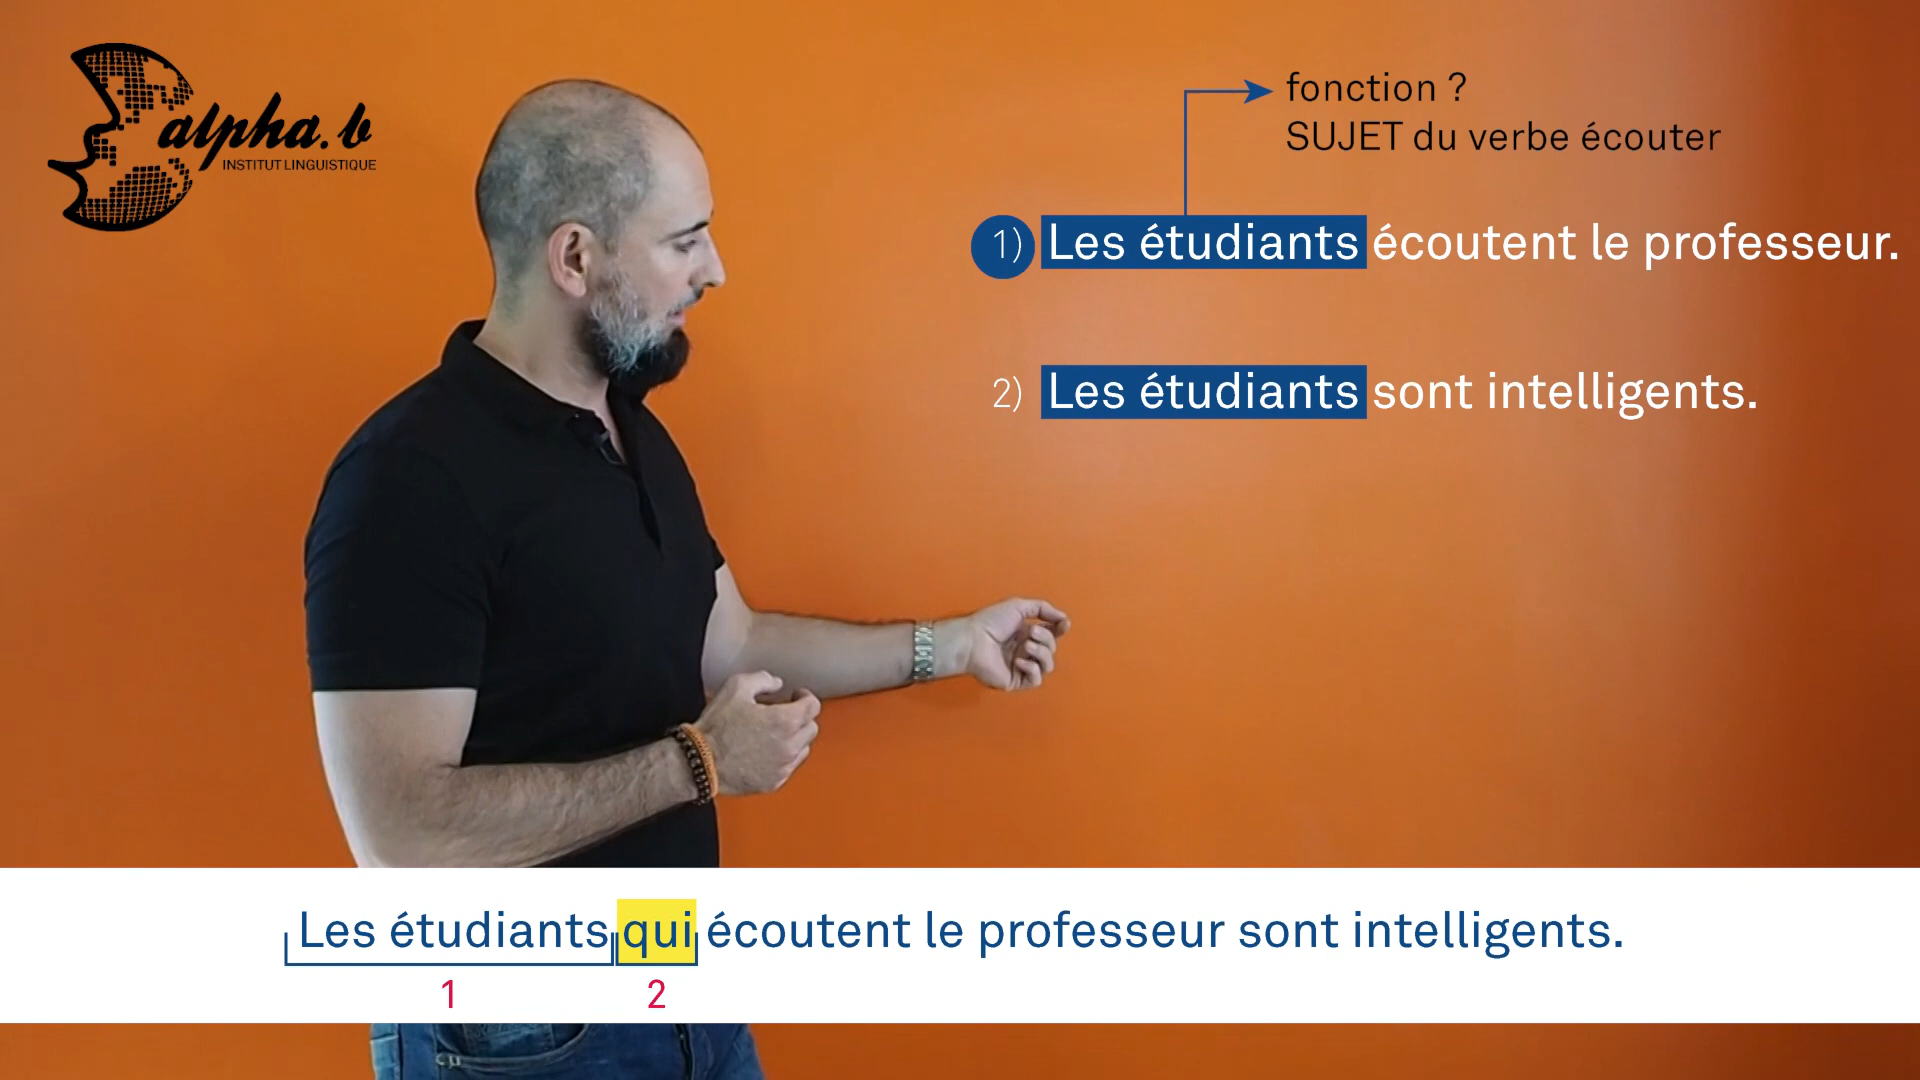 alpha.b
INSTITUT LINGUISTIQUE
fonction ?
SUJET du verbe écouter
1) Les étudiants écoutent le professeur.
2) Les étudiants sont intelligents.
Les étudiants qui écoutent le professeur sont intelligents.
1 2